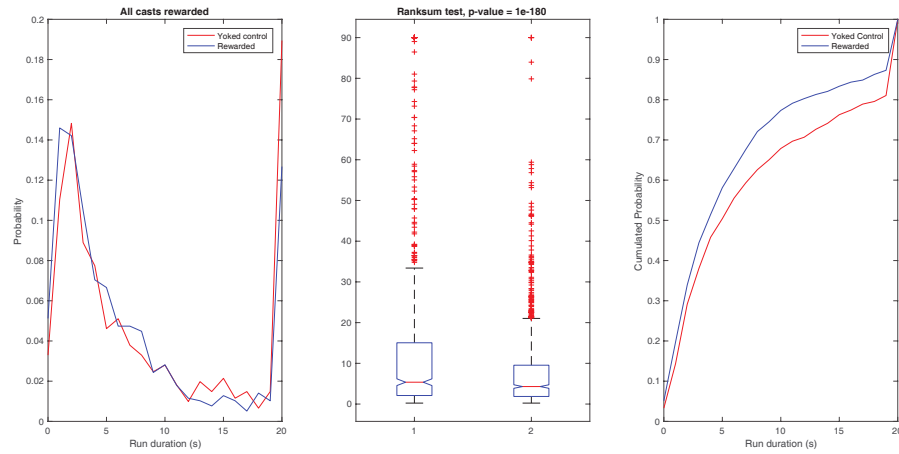 All casts rewarded
Yoked control
Rewarded
0.2
0.18
0.16
0.14
0.12
0.1
0.08
0.06
0.04
0.02
0
Probability
0 5 10 15 20
Run duration (s)
Ranksum test, p-value = 1e-180
90
80
70
60
50
40
30
20
10
0
1 2
Yoked Control
Rewarded
1
0.9
0.8
0.7
0.6
0.5
0.4
0.3
0.2
0.1
0
Cumulated Probability
0 5 10 15 20
Run duration (s)